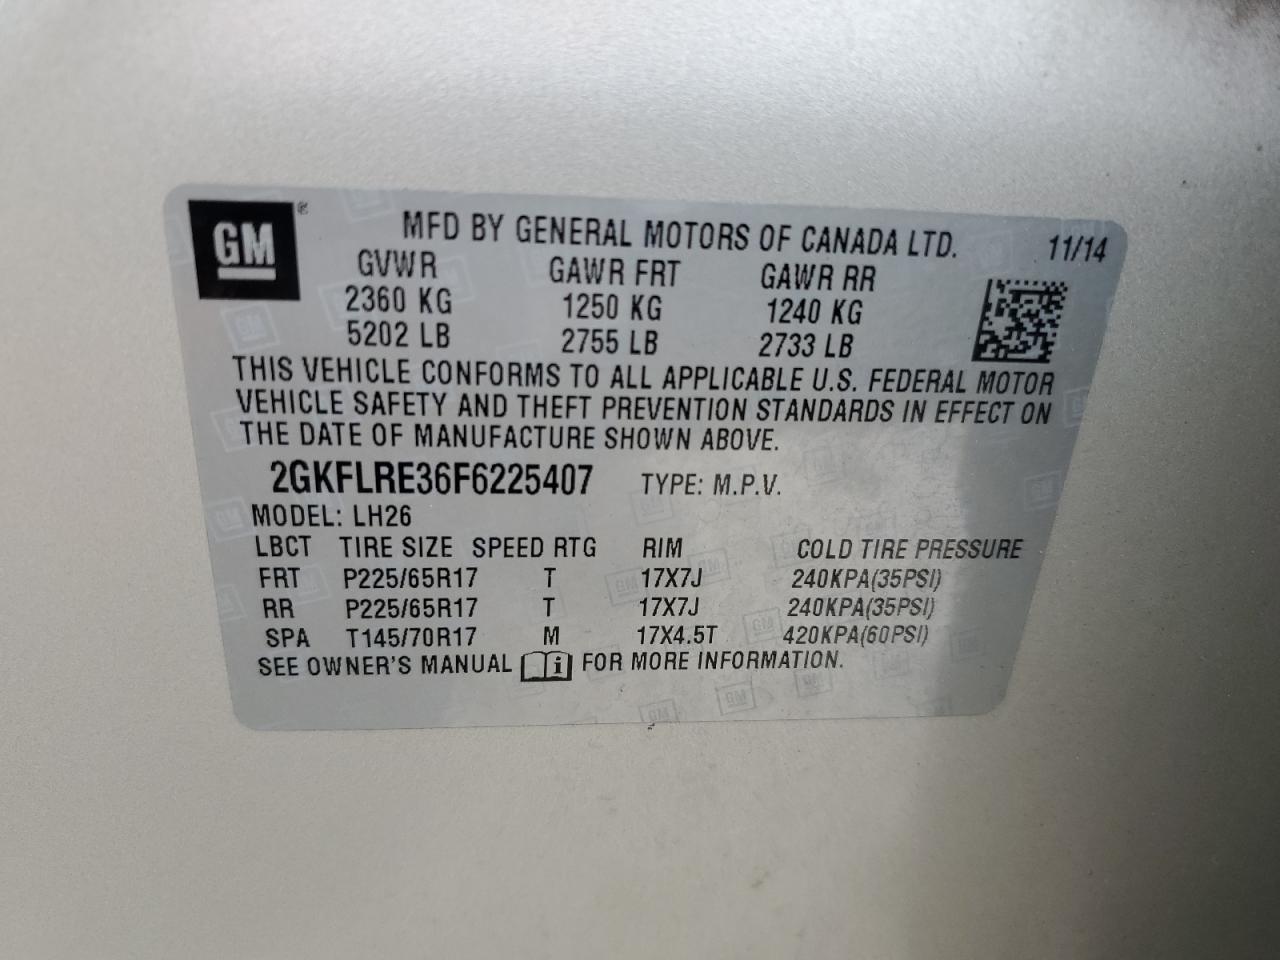 GM ®
MFD BY GENERAL MOTORS OF CANADA LTD. 11/14
GVWR GAWR FRT GAWR RR
2360 KG 1250 KG 1240 KG
5202 LB 2755 LB 2733 LB
THIS VEHICLE CONFORMS TO ALL APPLICABLE U.S. FEDERAL MOTOR
VEHICLE SAFETY AND THEFT PREVENTION STANDARDS IN EFFECT ON
THE DATE OF MANUFACTURE SHOWN ABOVE.
2GKFLRE36F6225407 TYPE: M.P.V.
MODEL: LH26
LBCT TIRE SIZE SPEED RTG RIM COLD TIRE PRESSURE
FRT P225/65R17 T 17X7J 240KPA(35PSI)
RR P225/65R17 T 17X7J 240KPA(35PSI)
SPA T145/70R17 M 17X4.5T 420KPA(60PSI)
SEE OWNER'S MANUAL i FOR MORE INFORMATION.